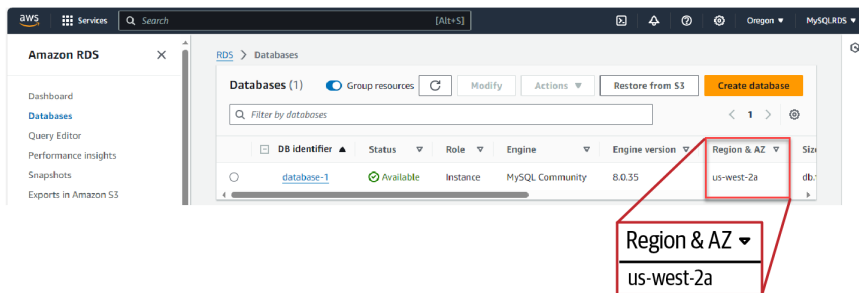 aws Services Search [Alt+S] Oregon MySQLRDS
Amazon RDS
Dashboard
Databases
Query Editor
Performance insights
Snapshots
Exports in Amazon S3
RDS > Databases
Databases (1) Group resources Modify Actions Restore from S3 Create database
Filter by databases 1
DB identifier Status Role Engine Engine version Region & AZ
database-1 Available Instance MySQL Community 8.0.35 us-west-2a
Region & AZ
us-west-2a